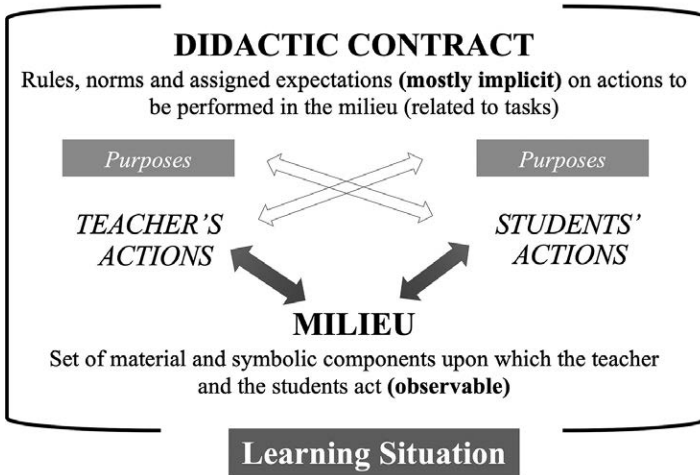 DIDACTIC CONTRACT
Rules, norms and assigned expectations (mostly implicit) on actions to
be performed in the milieu (related to tasks)
Purposes
Purposes
TEACHER’S
ACTIONS
STUDENTS’
ACTIONS
MILIEU
Set of material and symbolic components upon which the teacher
and the students act (observable)
Learning Situation